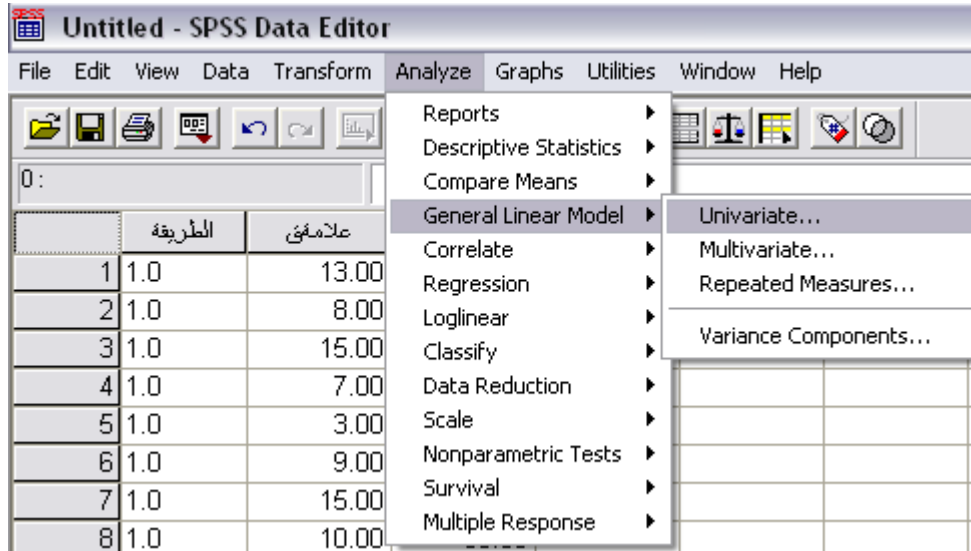 Untitled - SPSS Data Editor
File Edit View Data Transform Analyze Graphs Utilities Window Help
0:
Reports
Descriptive Statistics
Compare Means
General Linear Model
Correlate
Regression
Loglinear
Classify
Data Reduction
Scale
Nonparametric Tests
Survival
Multiple Response
Univariate...
Multivariate...
Repeated Measures...
Variance Components...
الطريقة علامقق
1 1.0 13.00
2 1.0 8.00
3 1.0 15.00
4 1.0 7.00
5 1.0 3.00
6 1.0 9.00
7 1.0 15.00
8 1.0 10.00